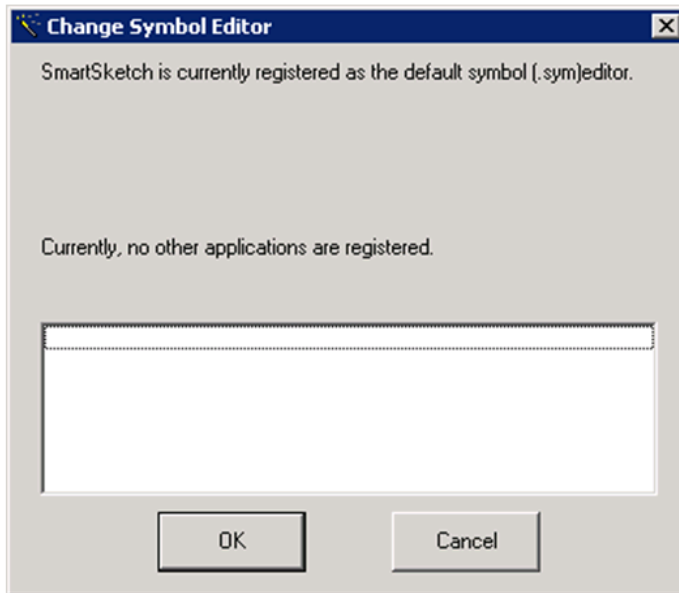 Change Symbol Editor
SmartSketch is currently registered as the default symbol (.sym)editor.
Currently, no other applications are registered.
OK
Cancel